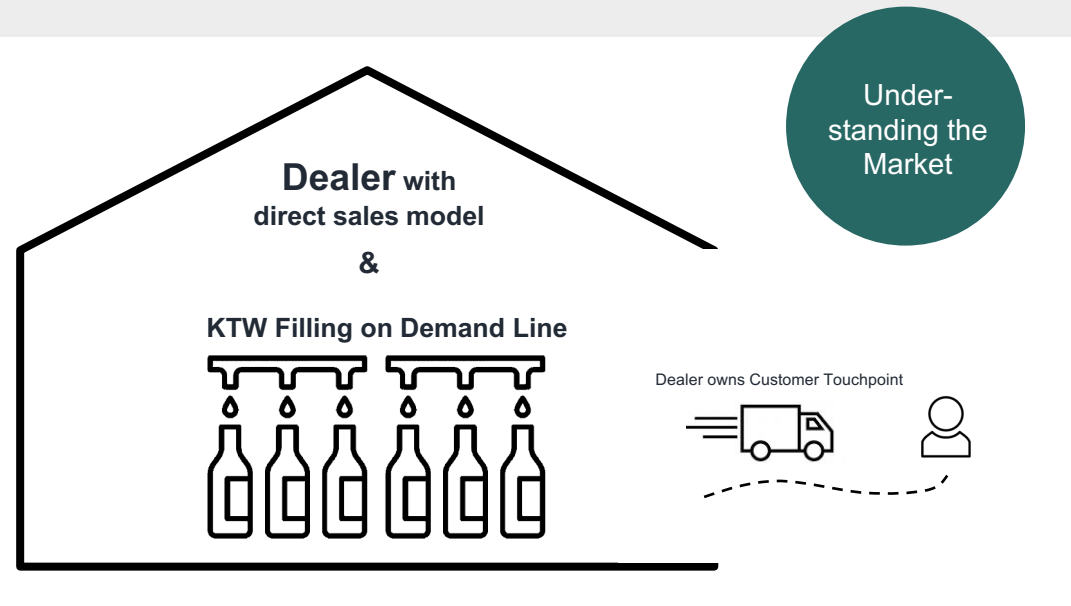 Under-
standing the
Market
Dealer with
direct sales model
&
KTW Filling on Demand Line
Dealer owns Customer Touchpoint